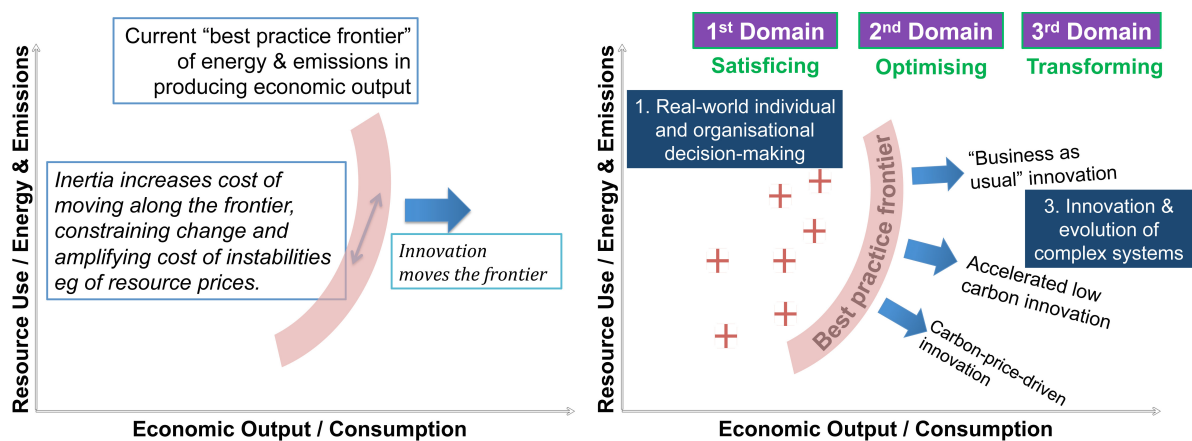 Current “best practice frontier”
of energy & emissions in
producing economic output
Inertia increases cost of
moving along the frontier,
constraining change and
amplifying cost of instabilities
eg of resource prices.
Innovation
moves the frontier
Resource Use / Energy & Emissions
Economic Output / Consumption
1st Domain
2nd Domain
3rd Domain
Satisficing
Optimising
Transforming
1. Real-world individual
and organisational
decision-making
Best practice frontier
“Business as
usual” innovation
3. Innovation &
evolution of
complex systems
Accelerated low
carbon innovation
Carbon-price-driven
innovation
Resource Use / Energy & Emissions
Economic Output / Consumption